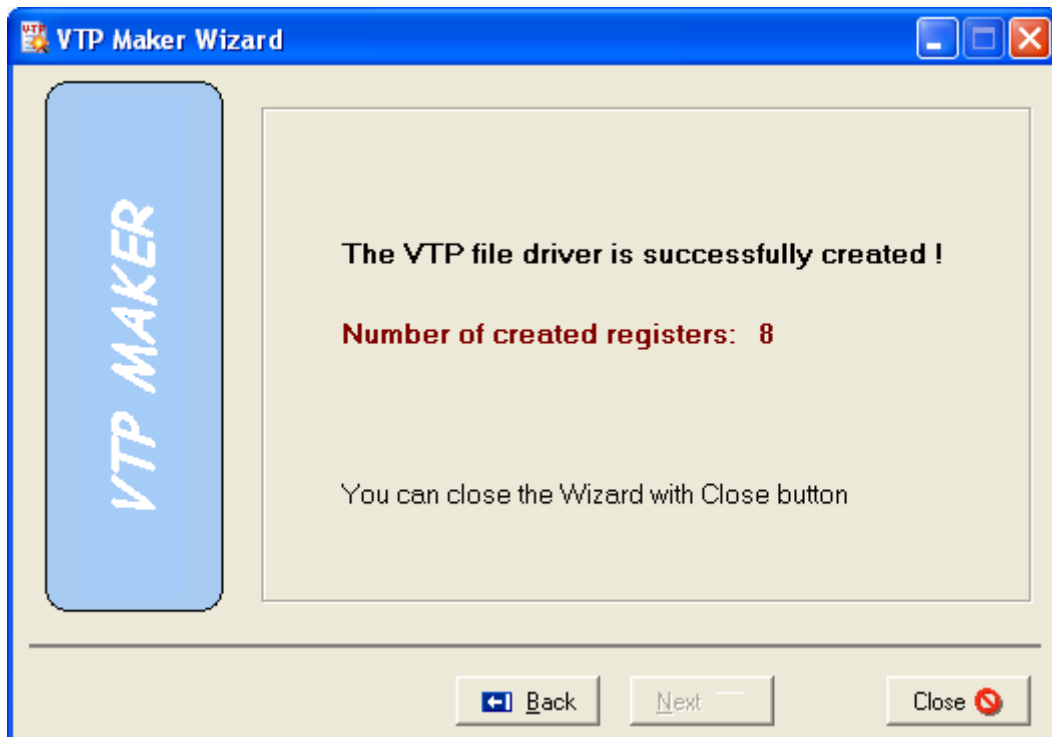 VTP Maker Wizard
VTP MAKER
The VTP file driver is successfully created !
Number of created registers: 8
You can close the Wizard with Close button
Back
Next
Close